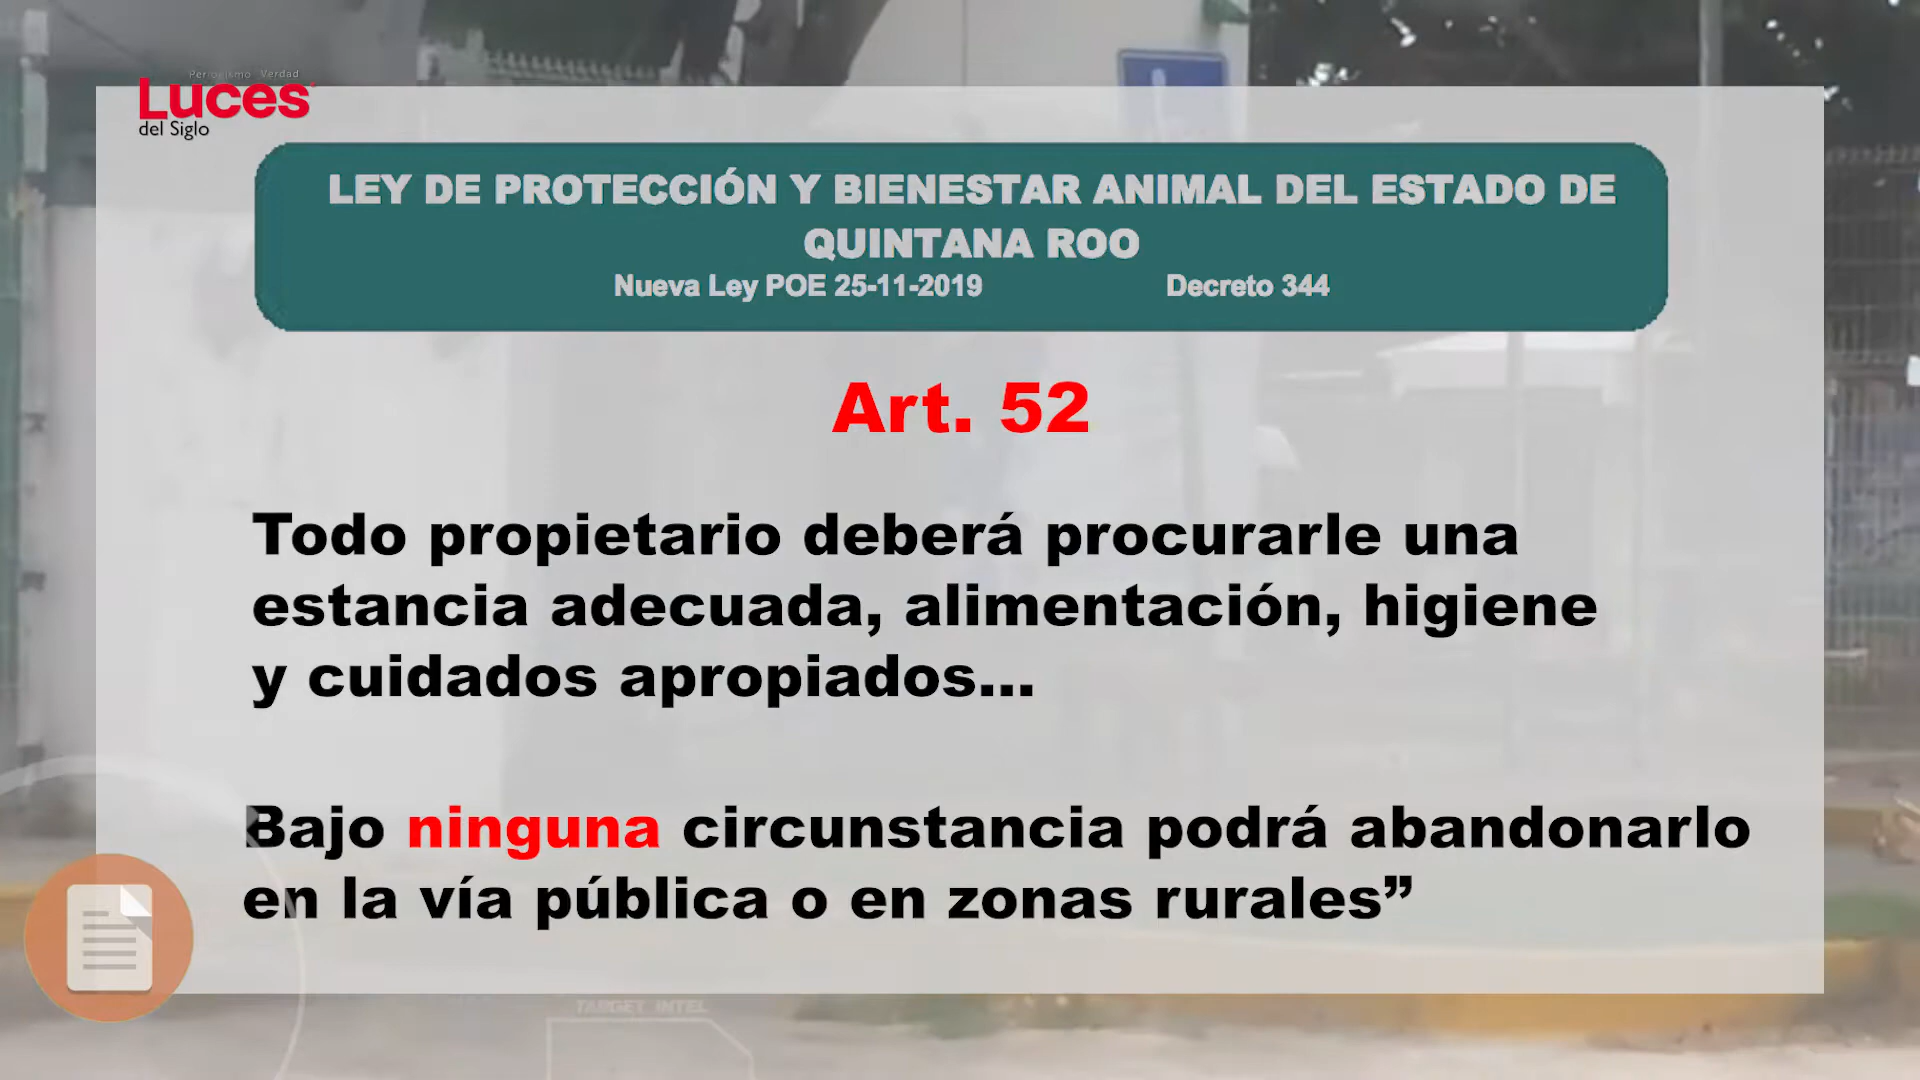 Periodismo Verdad
Luces
del Siglo
LEY DE PROTECCIÓN Y BIENESTAR ANIMAL DEL ESTADO DE
QUINTANA ROO
Nueva Ley POE 25-11-2019 Decreto 344
Art. 52
Todo propietario deberá procurarle una
estancia adecuada, alimentación, higiene
y cuidados apropiados...
Bajo ninguna circunstancia podrá abandonarlo
en la vía pública o en zonas rurales”
TARGET INTEL